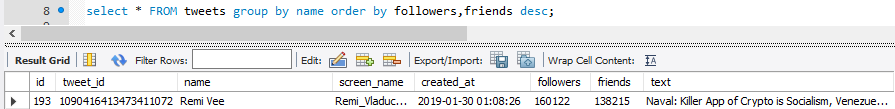 8 select * FROM tweets group by name order by followers,friends desc;
Result Grid Filter Rows: Edit: Export/Import: Wrap Cell Content:
id tweet_id name screen_name created_at followers friends text
193 1090416413473411072 Remi Vee Remi_Vladuc... 2019-01-30 01:08:26 160122 138215 Naval: Killer App of Crypto is Socialism, Venezue...